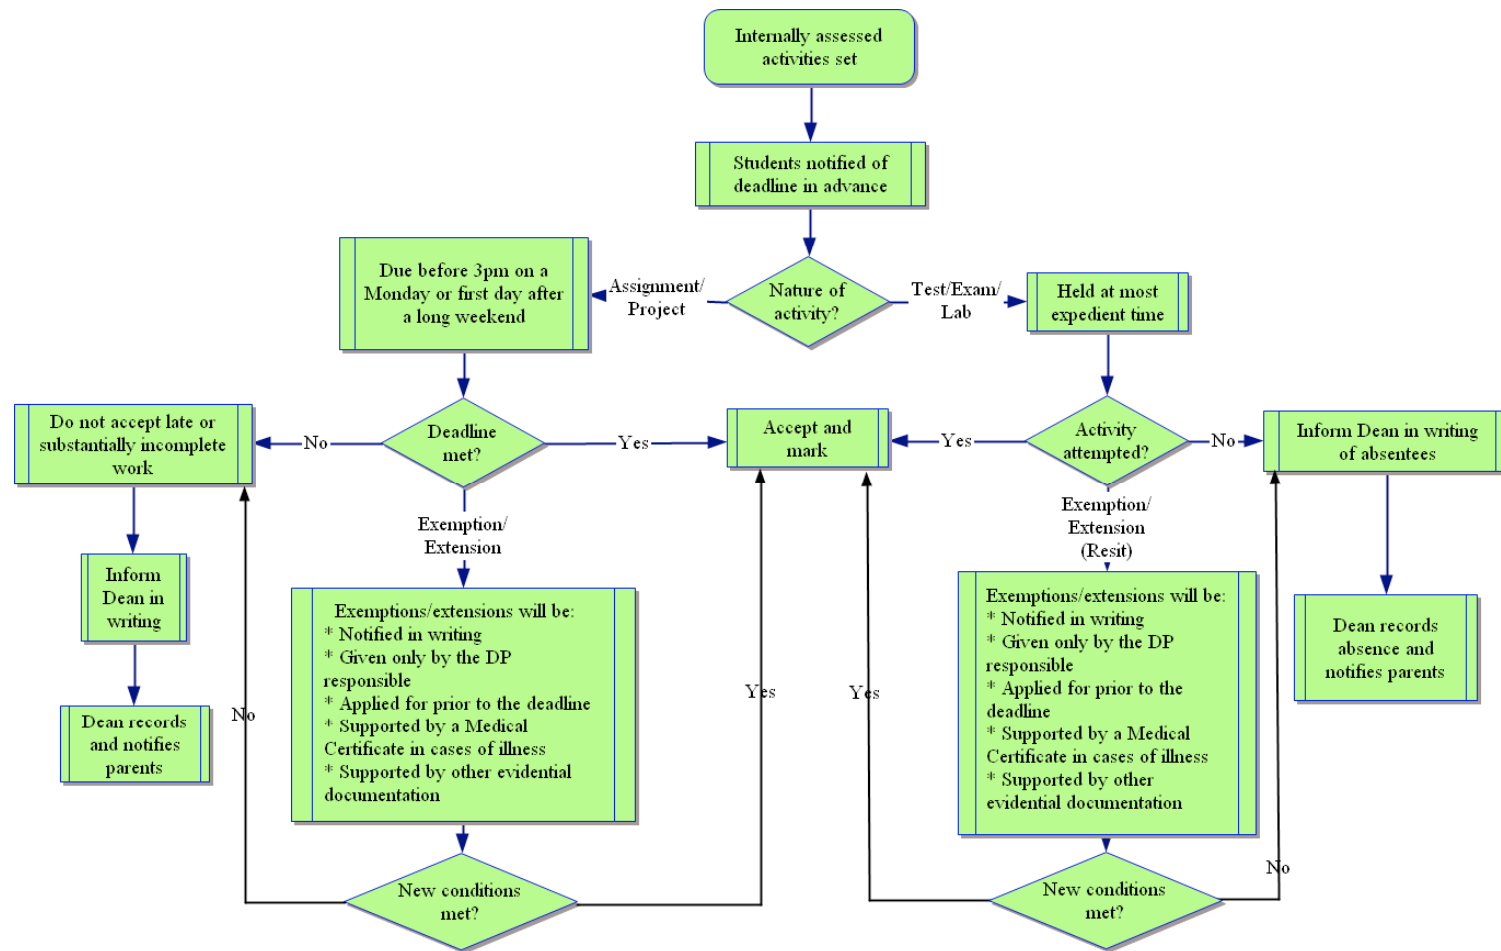 Internally assessed
activities set
Students notified of
deadline in advance
Nature of
activity?
Assignment/
Project
Test/Exam/
Lab
Due before 3pm on a
Monday or first day after
a long weekend
Held at most
expedient time
Do not accept late or
substantially incomplete
work
No
Deadline
met?
Yes
Accept and
mark
Yes
Activity
attempted?
No
Inform Dean in writing
of absentees
Exemption/
Extension
Exemption/
Extension
(Resit)
Inform
Dean in
writing
Dean records
and notifies
parents
Exemptions/extensions will be:
* Notified in writing
* Given only by the DP
responsible
* Applied for prior to the deadline
* Supported by a Medical
Certificate in cases of illness
* Supported by other evidential
documentation
Exemptions/extensions will be:
* Notified in writing
* Given only by the DP
responsible
* Applied for prior to the
deadline
* Supported by a Medical
Certificate in cases of illness
* Supported by other
evidential documentation
Dean records
absence and
notifies parents
No
Yes
Yes
No
New conditions
met?
New conditions
met?